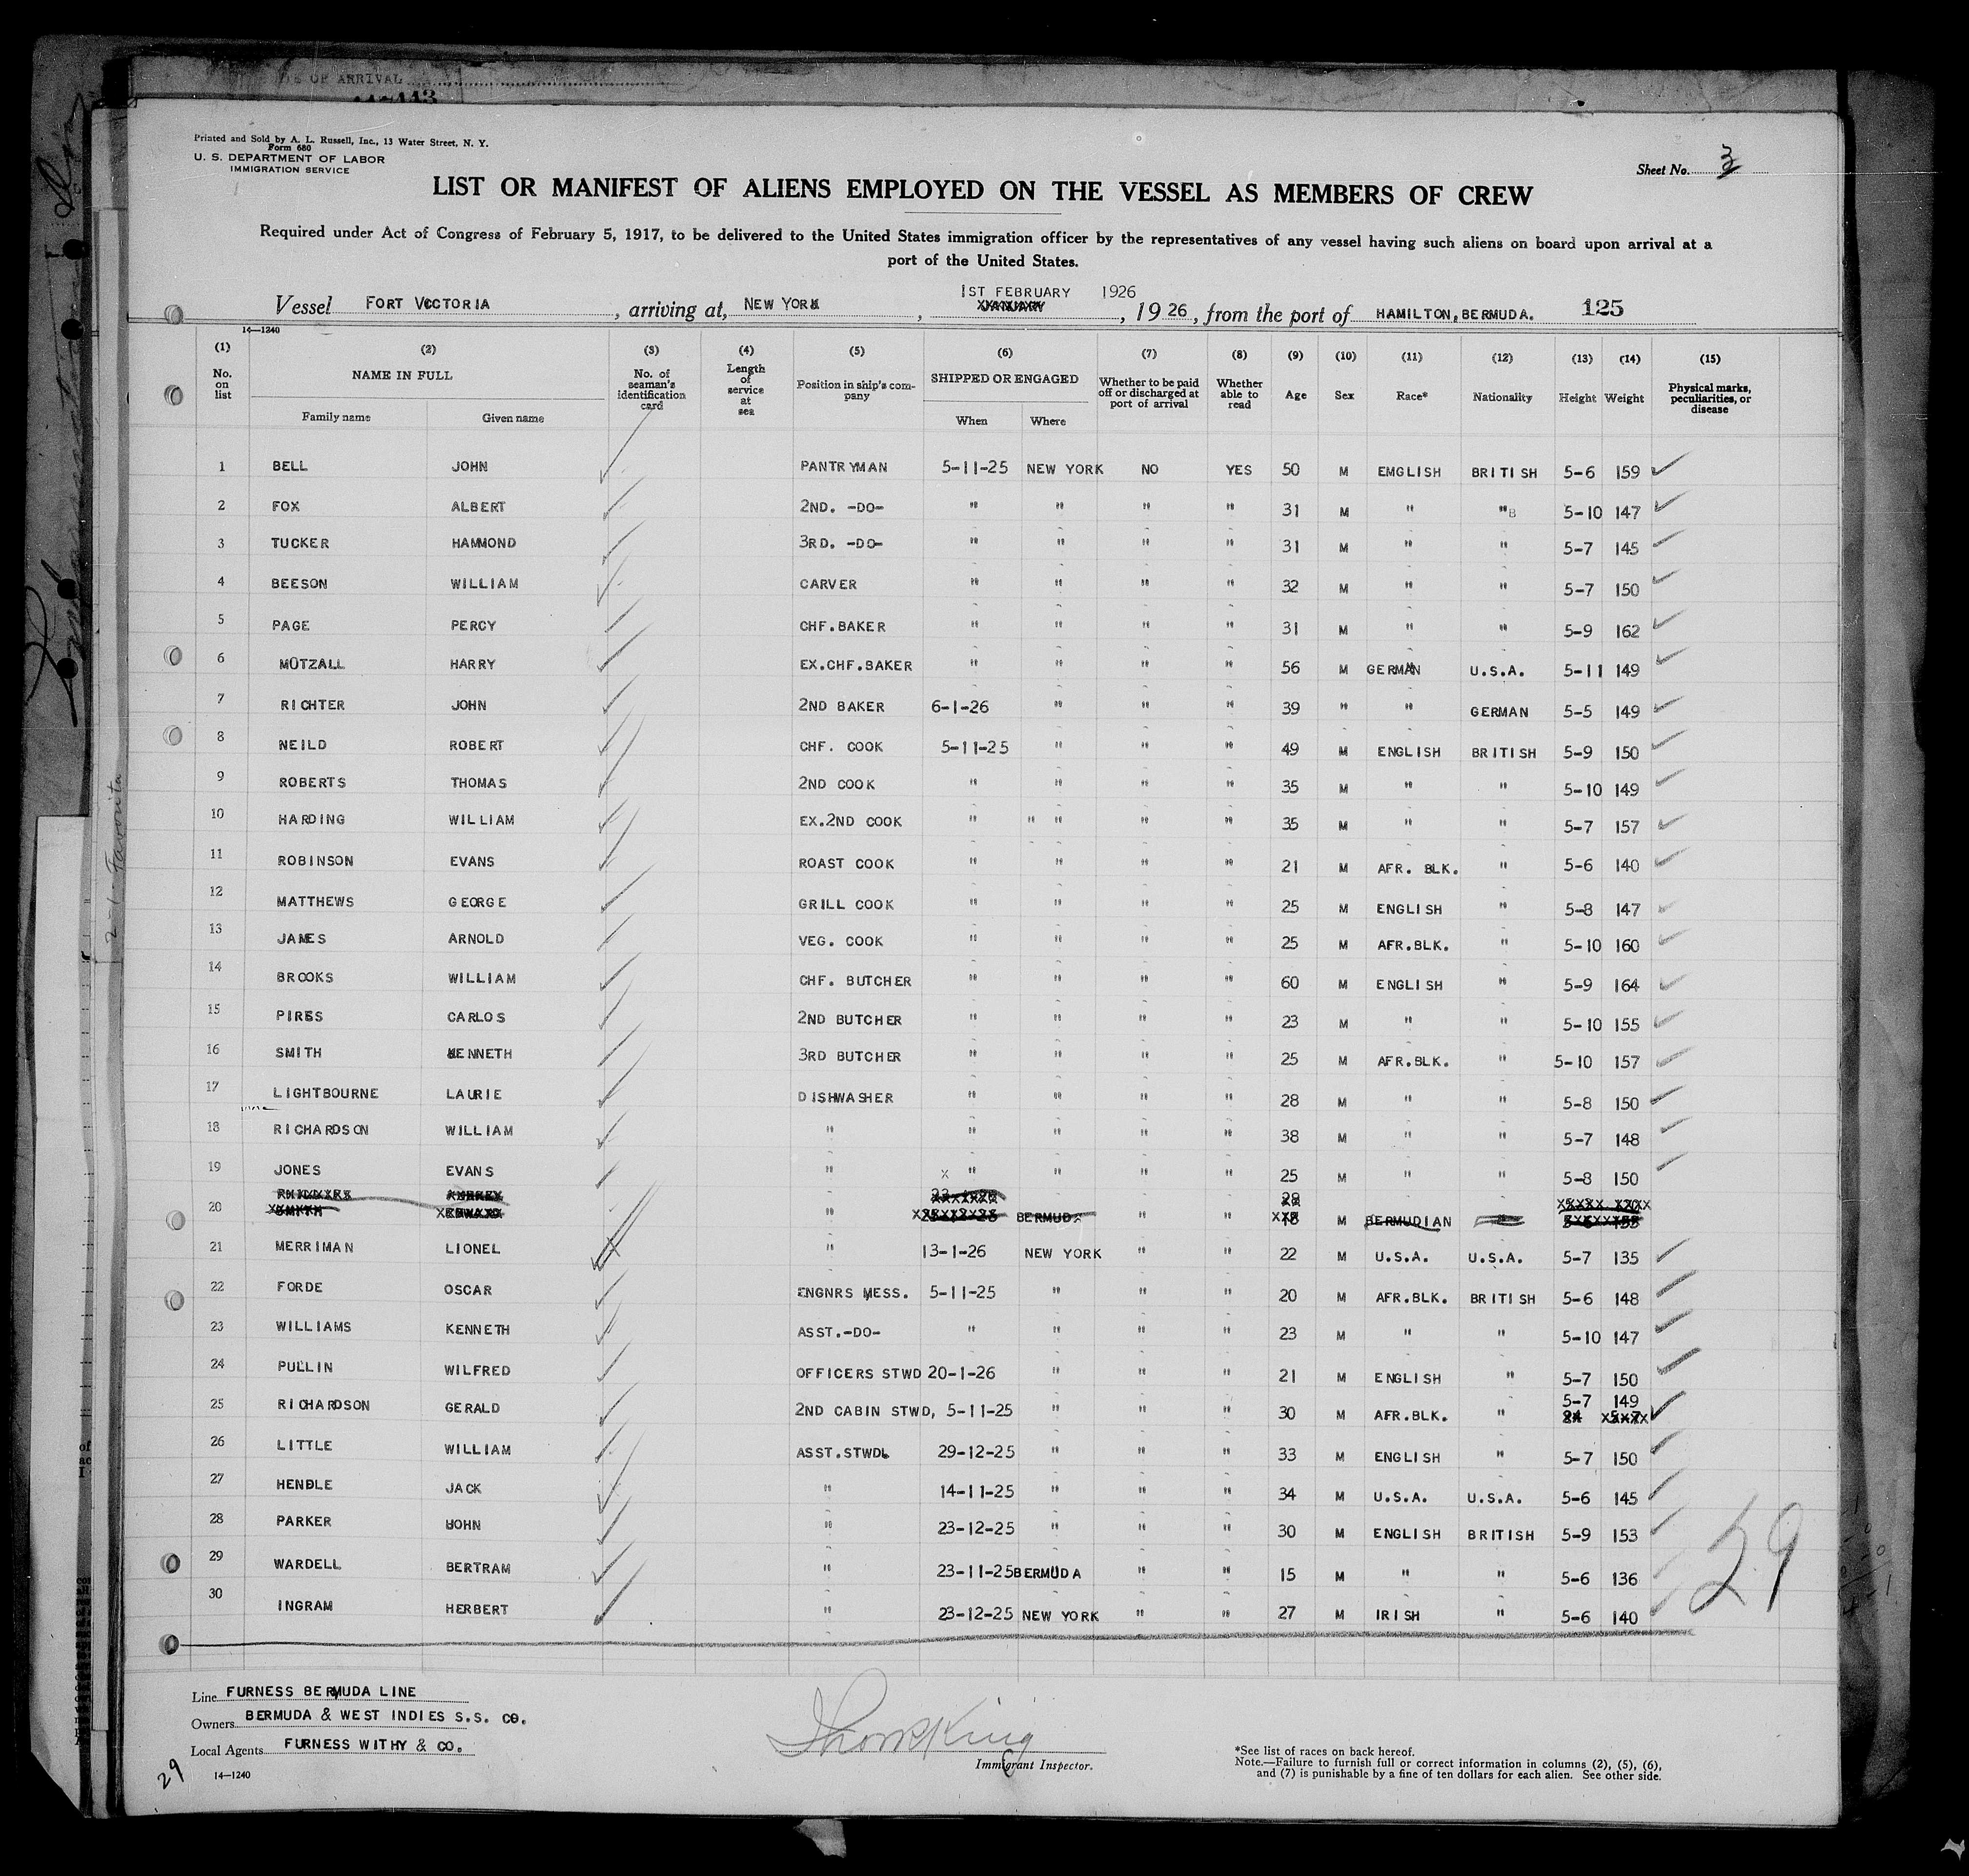 OF ARRIVAL
113
Printed and Sold by A. L. Russell, Inc., 13 Water Street, N. Y.
Form 680
U. S. DEPARTMENT OF LABOR
IMMIGRATION SERVICE
Sheet No. 3
LIST OR MANIFEST OF ALIENS EMPLOYED ON THE VESSEL AS MEMBERS OF CREW
Required under Act of Congress of February 5, 1917, to be delivered to the United States immigration officer by the representatives of any vessel having such aliens on board upon arrival at a
port of the United States.
1ST FEBRUARY 1926
Vessel FORT VICTORIA, arriving at, NEW YORK, JANUARY, 1926, from the port of HAMILTON, BERMUDA. 125
14—1240
(1) (2) (3) (4) (5) (6) (7) (8) (9) (10) (11) (12) (13) (14) (15)
No. on list NAME IN FULL Family name Given name No. of seaman's identification card Length of service at sea Position in ship's company SHIPPED OR ENGAGED When Where Whether to be paid off or discharged at port of arrival Whether able to read Age Sex Race* Nationality Height Weight Physical marks, peculiarities, or disease
1 BELL JOHN PANTRYMAN 5-11-25 NEW YORK NO YES 50 M EMGLISH BRITISH 5-6 159
2 FOX ALBERT 2ND. -DO- " " " " 31 M " "B 5-10 147
3 TUCKER HAMMOND 3RD. -DO- " " " " 31 M " " 5-7 145
4 BEESON WILLIAM CARVER " " " " 32 M " " 5-7 150
5 PAGE PERCY CHF.BAKER " " " " 31 M " " 5-9 162
6 MUTZALL HARRY EX.CHF.BAKER " " " " 56 M GERMAN U.S.A. 5-11 149
7 RICHTER JOHN 2ND BAKER 6-1-26 " " " 39 " " GERMAN 5-5 149
8 NEILD ROBERT CHF. COOK 5-11-25 " " " 49 M ENGLISH BRITISH 5-9 150
9 ROBERTS THOMAS 2ND COOK " " " " 35 M " " 5-10 149
10 HARDING WILLIAM EX.2ND COOK " " " " " 35 M " " 5-7 157
11 ROBINSON EVANS ROAST COOK " " " " 21 M AFR. BLK. " 5-6 140
12 MATTHEWS GEORGE GRILL COOK " " " " 25 M ENGLISH " 5-8 147
13 JAMES ARNOLD VEG. COOK " " " " 25 M AFR.BLK. " 5-10 160
14 BROOKS WILLIAM CHF. BUTCHER " " " " 60 M ENGLISH " 5-9 164
15 PIRES CARLOS 2ND BUTCHER " " " " 23 M " " 5-10 155
16 SMITH KENNETH 3RD BUTCHER " " " " 25 M AFR.BLK. " 5-10 157
17 LIGHTBOURNE LAURIE DISHWASHER " " " " 28 M " " 5-8 150
18 RICHARDSON WILLIAM " " " " " 38 M " " 5-7 148
19 JONES EVANS " X " " " " 25 M " " 5-8 150
20 SMITH " BERMUDA " " 18 M BERMUDIAN
21 MERRIMAN LIONEL " 13-1-26 NEW YORK " " 22 M U.S.A. U.S.A. 5-7 135
22 FORDE OSCAR ENGNRS MESS. 5-11-25 " " " 20 M AFR.BLK. BRITISH 5-6 148
23 WILLIAMS KENNETH ASST.-DO- " " " " 23 M " " 5-10 147
24 PULLIN WILFRED OFFICERS STWD 20-1-26 " " " 21 M ENGLISH " 5-7 150
25 RICHARDSON GERALD 2ND CABIN STWD, 5-11-25 " " " 30 M AFR.BLK. " 5-7 149
26 LITTLE WILLIAM ASST.STWD. 29-12-25 " " " 33 M ENGLISH " 5-7 150
27 HENDLE JACK " 14-11-25 " " " 34 M U.S.A. U.S.A. 5-6 145
28 PARKER JOHN " 23-12-25 " " " 30 M ENGLISH BRITISH 5-9 153
29 WARDELL BERTRAM " 23-11-25 BERMUDA " " 15 M " " 5-6 136
30 INGRAM HERBERT " 23-12-25 NEW YORK " " 27 M IRISH " 5-6 140
29
Line FURNESS BERMUDA LINE
Owners BERMUDA & WEST INDIES S.S. CO.
Local Agents FURNESS WITHY & CO.
29
14—1240
Immigrant Inspector.
*See list of races on back hereof.
Note.—Failure to furnish full or correct information in columns (2), (5), (6),
and (7) is punishable by a fine of ten dollars for each alien. See other side.